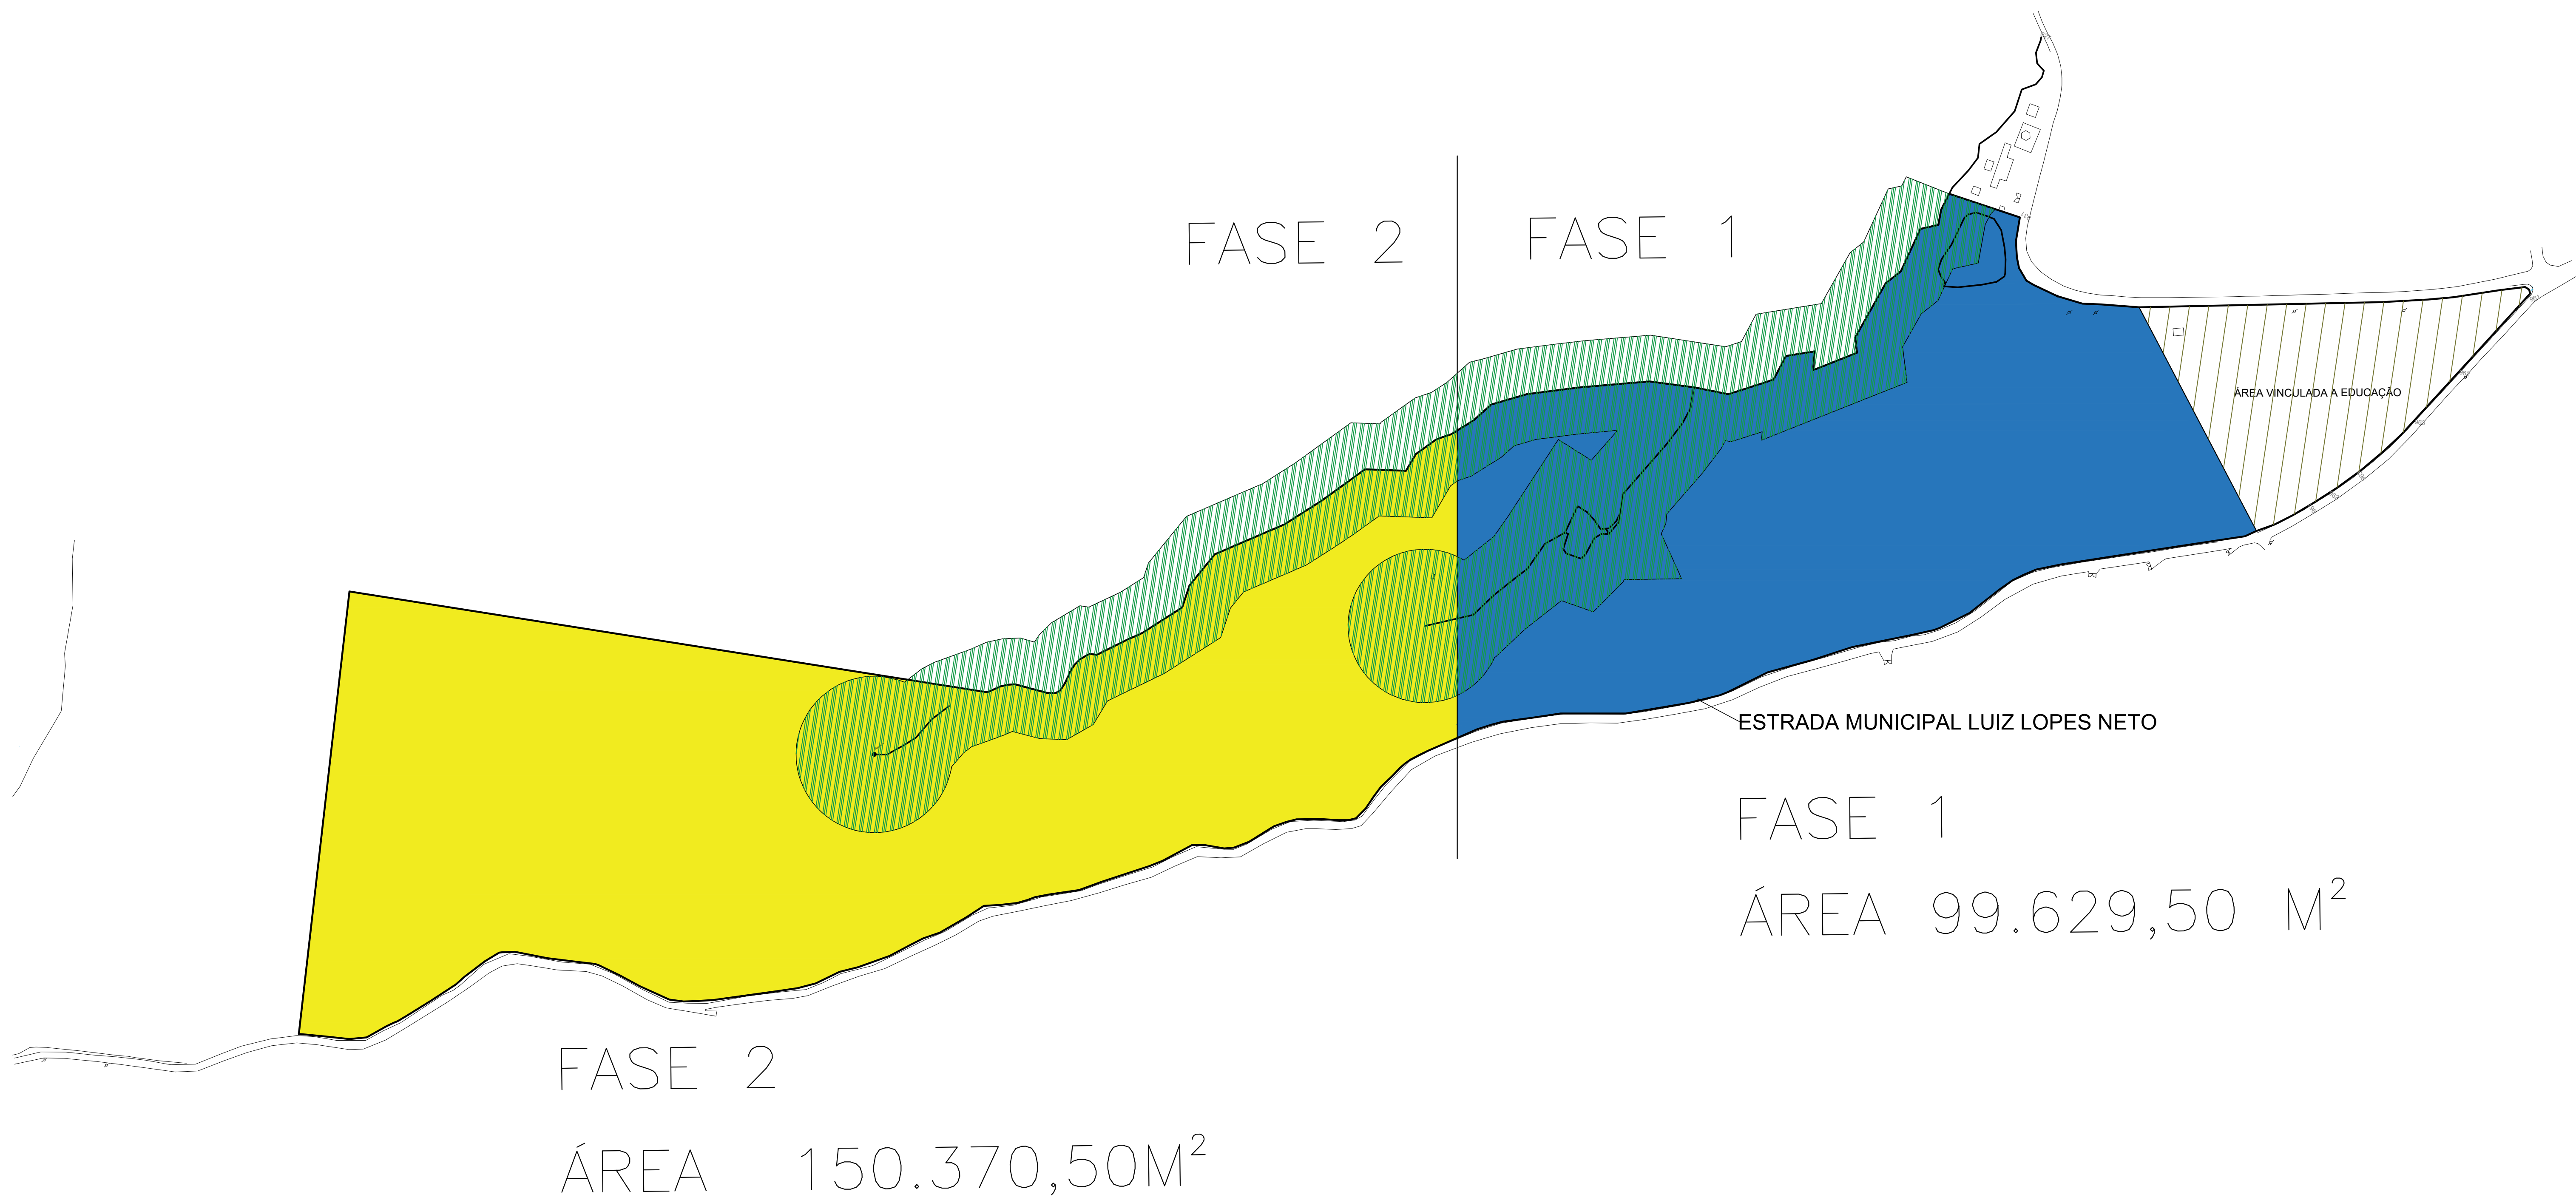 FASE 2
FASE 1
ÁREA VINCULADA A EDUCAÇÃO
ESTRADA MUNICIPAL LUIZ LOPES NETO
FASE 1
ÁREA 99.629,50 M²
FASE 2
ÁREA 150.370,50M²